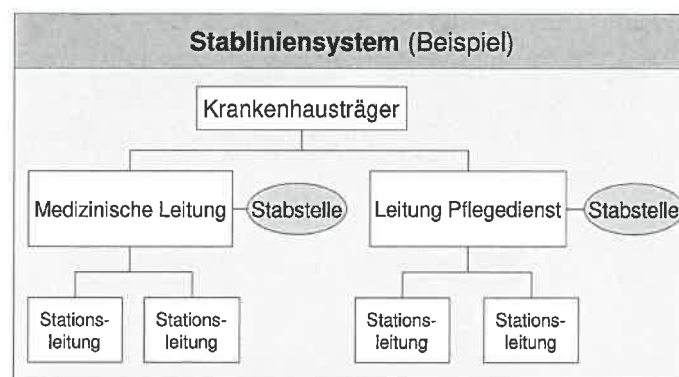 Stabliniensystem (Beispiel)
Krankenhausträger
Medizinische Leitung
Stabstelle
Leitung Pflegedienst
Stabstelle
Stations-
leitung
Stations-
leitung
Stations-
leitung
Stations-
leitung